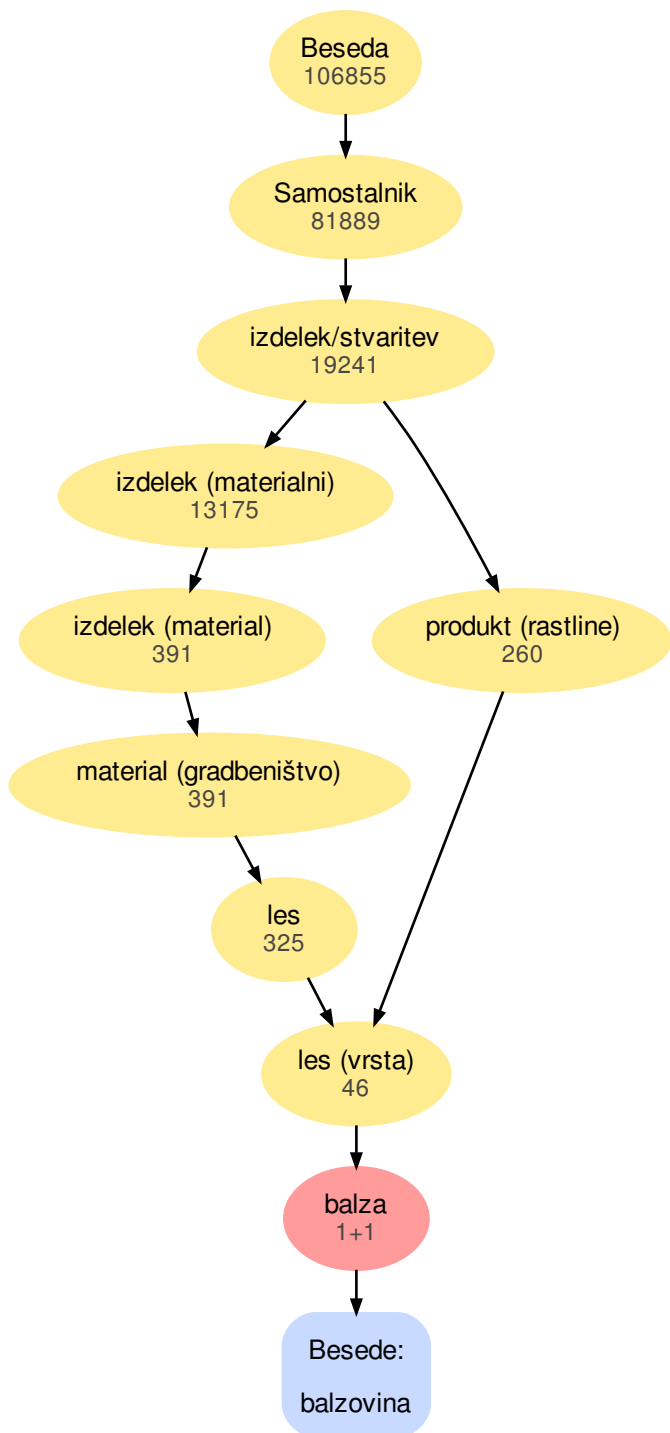 Beseda
106855
Samostalnik
81889
izdelek/stvaritev
19241
izdelek (materialni)
13175
izdelek (material)
391
produkt (rastline)
260
material (gradbeništvo)
391
les
325
les (vrsta)
46
balza
1+1
Besede:
balzovina